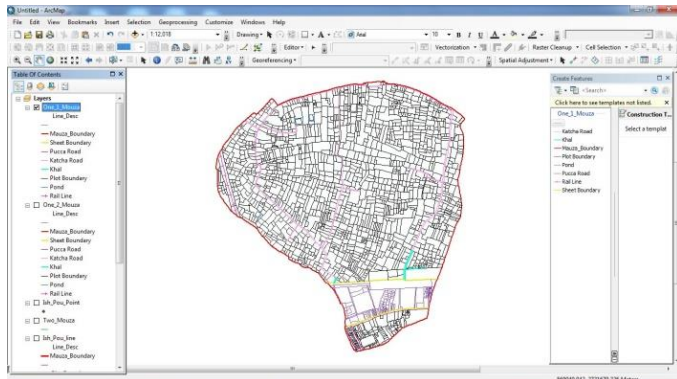 Untitled - ArcMap
File Edit View Bookmarks Insert Selection Geoprocessing Customize Windows Help
1:12,018
Drawing
Arial
10
B I U
Editor
Vectorization
Raster Cleanup
Cell Selection
Georeferencing
Spatial Adjustment
Table Of Contents
Layers
One_1_Mouza
Line_Desc
Mauza_Boundary
Sheet Boundary
Pucca Road
Katcha Road
Khal
Plot Boundary
Pond
Rail Line
One_2_Mouza
Line_Desc
Mauza_Boundary
Sheet Boundary
Pucca Road
Katcha Road
Khal
Plot Boundary
Pond
Rail Line
Ish_Pou_Point
Two_Mouza
Ish_Pou_line
Line_Desc
Mauza_Boundary
Create Features
<Search>
Click here to see templates not listed.
One_1_Mouza
Katcha Road
Khal
Mauza_Boundary
Plot Boundary
Pond
Pucca Road
Rail Line
Sheet Boundary
Construction T...
Select a templat